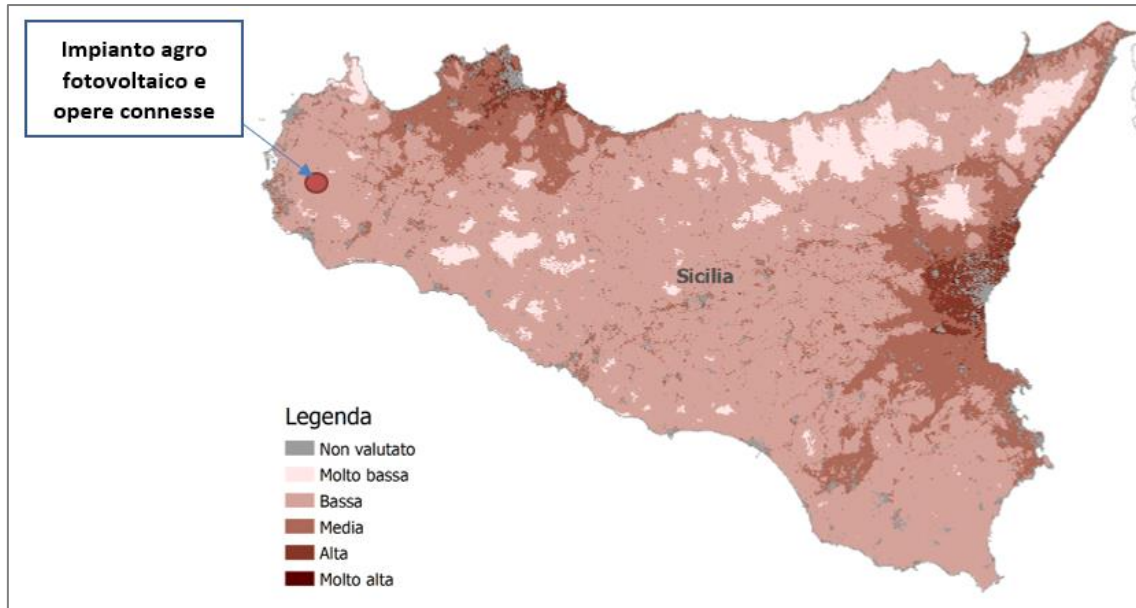 Impianto agro
fotovoltaico e
opere connesse
Sicilia
Legenda
Non valutato
Molto bassa
Bassa
Media
Alta
Molto alta